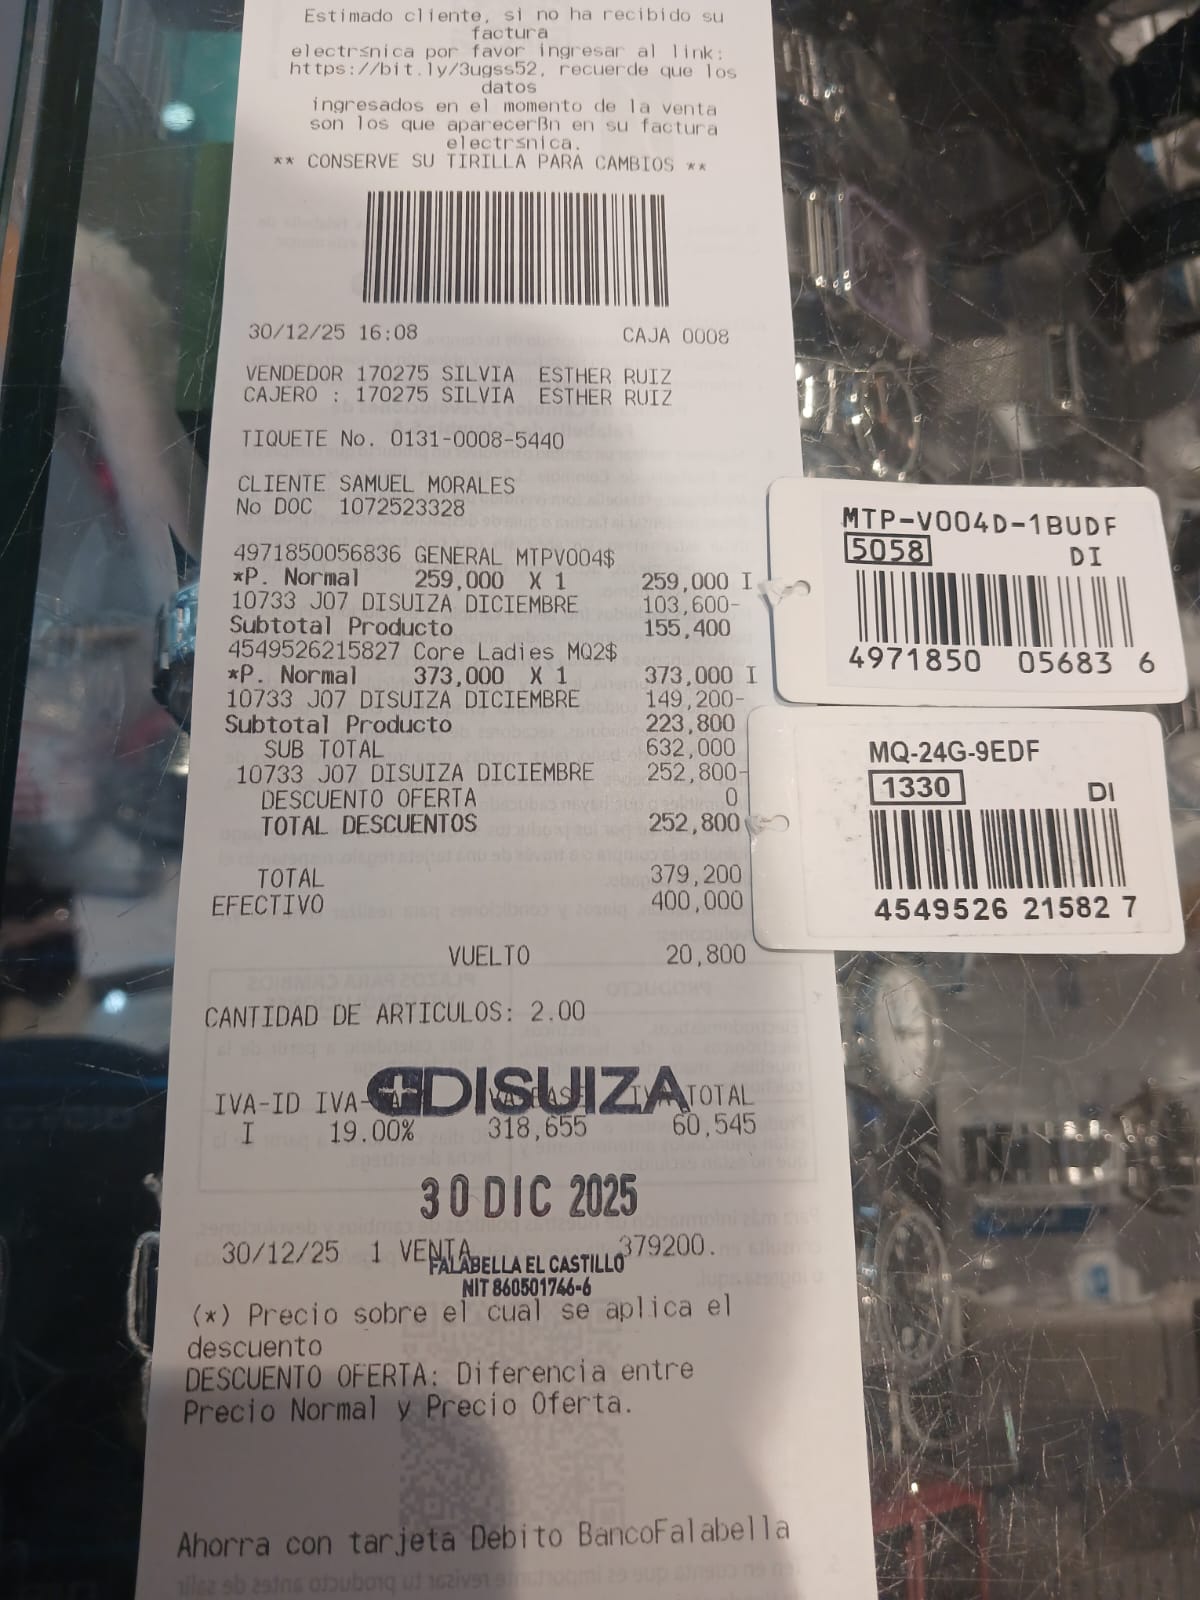 Estimado cliente, si no ha recibido su
factura
electrśnica por favor ingresar al link:
https://bit.ly/3ugss52, recuerde que los
datos
ingresados en el momento de la venta
son los que aparecerßn en su factura
electrśnica.
** CONSERVE SU TIRILLA PARA CAMBIOS **
30/12/25 16:08 CAJA 0008
VENDEDOR 170275 SILVIA ESTHER RUIZ
CAJERO : 170275 SILVIA ESTHER RUIZ
TIQUETE No. 0131-0008-5440
CLIENTE SAMUEL MORALES
No DOC 1072523328
4971850056836 GENERAL MTPV004$
*P. Normal 259,000 X 1 259,000 I
10733 J07 DISUIZA DICIEMBRE 103,600-
Subtotal Producto 155,400
4549526215827 Core Ladies MQ2$
*P. Normal 373,000 X 1 373,000 I
10733 J07 DISUIZA DICIEMBRE 149,200-
Subtotal Producto 223,800
SUB TOTAL 632,000
10733 J07 DISUIZA DICIEMBRE 252,800-
DESCUENTO OFERTA 0
TOTAL DESCUENTOS 252,800
TOTAL 379,200
EFECTIVO 400,000
VUELTO 20,800
CANTIDAD DE ARTICULOS: 2.00
DISUIZA
IVA-ID IVA- TOTAL
I 19.00% 318,655 60,545
30 DIC 2025
30/12/25 1 VENTA 379200.
FALABELLA EL CASTILLO
NIT 860501746-6
(*) Precio sobre el cual se aplica el
descuento
DESCUENTO OFERTA: Diferencia entre
Precio Normal y Precio Oferta.
Ahorra con tarjeta Debito BancoFalabella
MTP-V004D-1BUDF
5058 DI
4971850 05683 6
MQ-24G-9EDF
1330 DI
4549526 21582 7